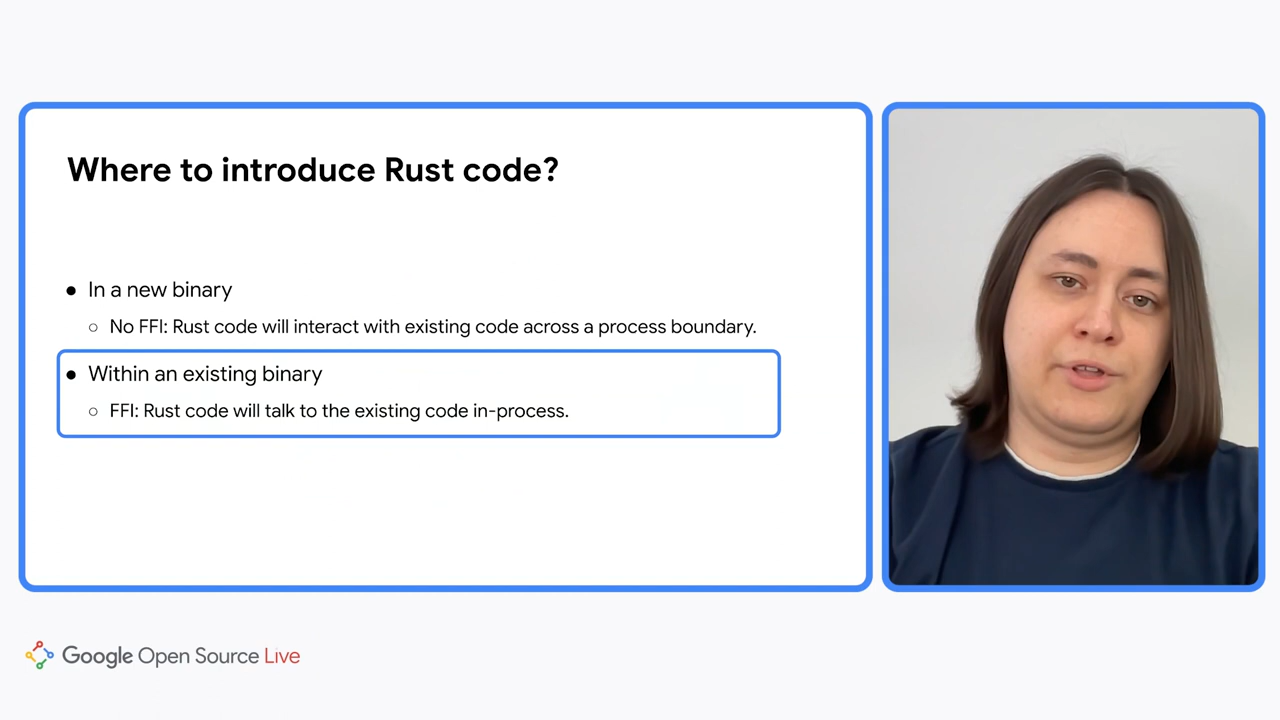 Where to introduce Rust code?
● In a new binary
○ No FFI: Rust code will interact with existing code across a process boundary.
● Within an existing binary
○ FFI: Rust code will talk to the existing code in-process.
Google Open Source Live